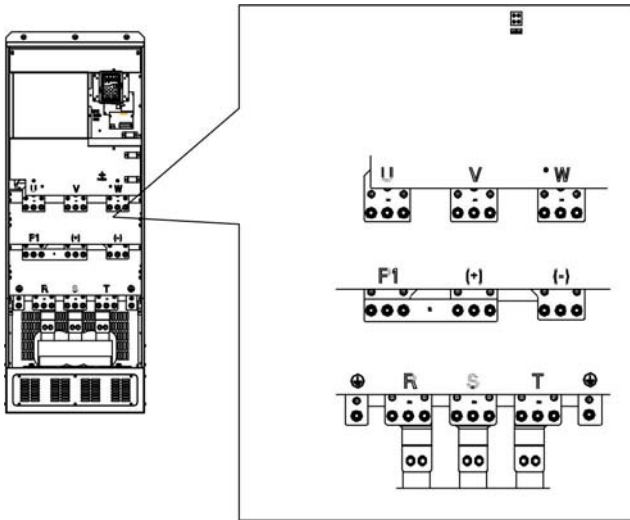 U V W
P1 (+) (-)
R S T
U V W
P1 (+) (-)
R S T